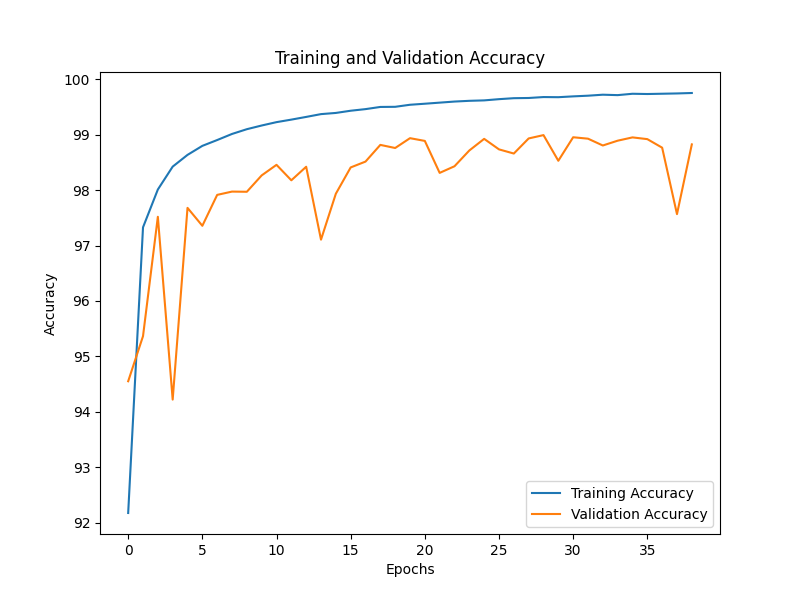 Training and Validation Accuracy
100
99
98
97
96
95
94
93
92
Accuracy
0 5 10 15 20 25 30 35
Epochs
Training Accuracy
Validation Accuracy